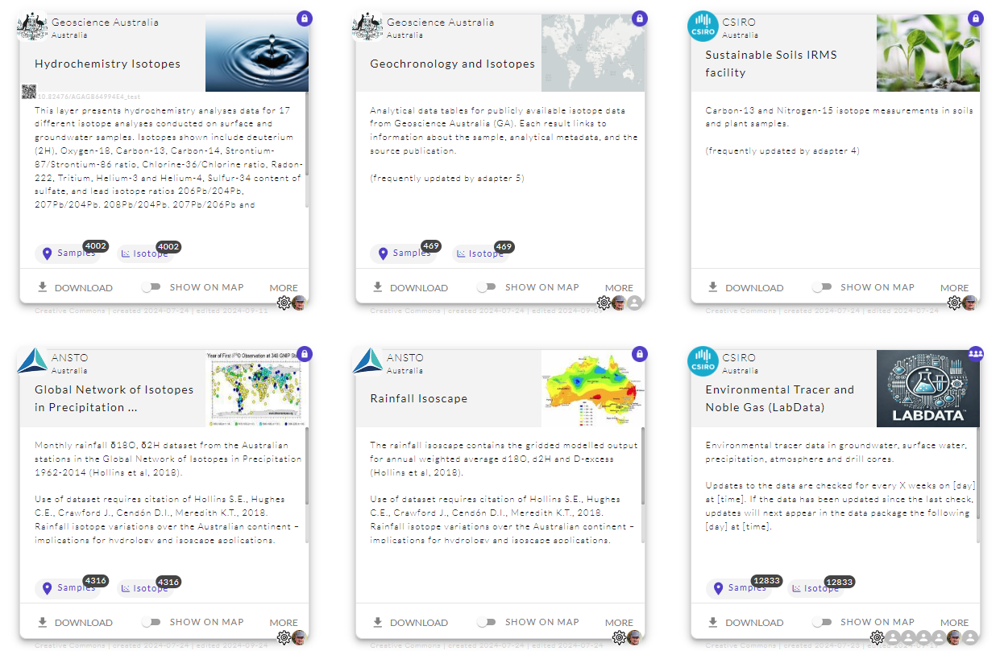 Geoscience Australia
Australia
Hydrochemistry Isotopes
10.82476/AGAGB64994E4_test
This layer presents hydrochemistry analyses data for 17
different isotope analyses conducted on surface and
groundwater samples. Isotopes shown include deuterium
(2H), Oxygen-18, Carbon-13, Carbon-14, Strontium-
87/Strontium-86 ratio, Chlorine-36/Chlorine ratio, Radon-
222, Tritium, Helium-3 and Helium-4, Sulfur-34 content of
sulfate, and lead isotope ratios 206Pb/204Pb,
207Pb/204Pb, 208Pb/204Pb, 207Pb/206Pb and
Samples 4002 Isotope 4002
DOWNLOAD SHOW ON MAP MORE
Creative Commons | created 2024-07-24 | edited 2024-09-11
Geoscience Australia
Australia
Geochronology and Isotopes
Analytical data tables for publicly available isotope data
from Geoscience Australia (GA). Each result links to
information about the sample, analytical metadata, and the
source publication.
(frequently updated by adapter 5)
Samples 469 Isotope 469
DOWNLOAD SHOW ON MAP MORE
Creative Commons | created 2024-07-24 | edited
CSIRO
CSIRO
Australia
Sustainable Soils IRMS
facility
Carbon-13 and Nitrogen-15 isotope measurements in soils
and plant samples.
(frequently updated by adapter 4)
DOWNLOAD SHOW ON MAP MORE
Creative Commons | created 2024-07-24 | edited 2024-07-24
ANSTO
Australia
Global Network of Isotopes
in Precipitation ...
Year of First δ18O Observation at 340 GNIP
Monthly rainfall δ18O, δ2H dataset from the Australian
stations in the Global Network of Isotopes in Precipitation
1962-2014 (Hollins et al, 2018).
Use of dataset requires citation of Hollins S.E., Hughes
C.E., Crawford J., Cendón D.I., Meredith K.T., 2018.
Rainfall isotope variations over the Australian continent –
implications for hydrology and isoscape applications.
Samples 4316 Isotope 4316
DOWNLOAD SHOW ON MAP MORE
Creative Commons | created 2024-07-24 | edited 2024-09-24
ANSTO
Australia
Rainfall Isoscape
The rainfall isoscape contains the gridded modelled output
for annual weighted average d18O, d2H and D-excess
(Hollins et al, 2018).
Use of dataset requires citation of Hollins S.E., Hughes
C.E., Crawford J., Cendón D.I., Meredith K.T., 2018.
Rainfall isotope variations over the Australian continent –
implications for hydrology and isoscape applications.
DOWNLOAD SHOW ON MAP MORE
Creative Commons | created 2024-07-24 | edited 2024-07-24
CSIRO
CSIRO
Australia
Environmental Tracer and
Noble Gas (LabData)
LABDATA
Environmental tracer data in groundwater, surface water,
precipitation, atmosphere and drill cores.
Updates to the data are checked for every X weeks on [day]
at [time]. If the data has been updated since the last check,
updates will next appear in the data package the following
[day] at [time].
Samples 12833 Isotope 12833
DOWNLOAD SHOW ON MAP MORE
Creative Commons | created 2024-07-23 | edited